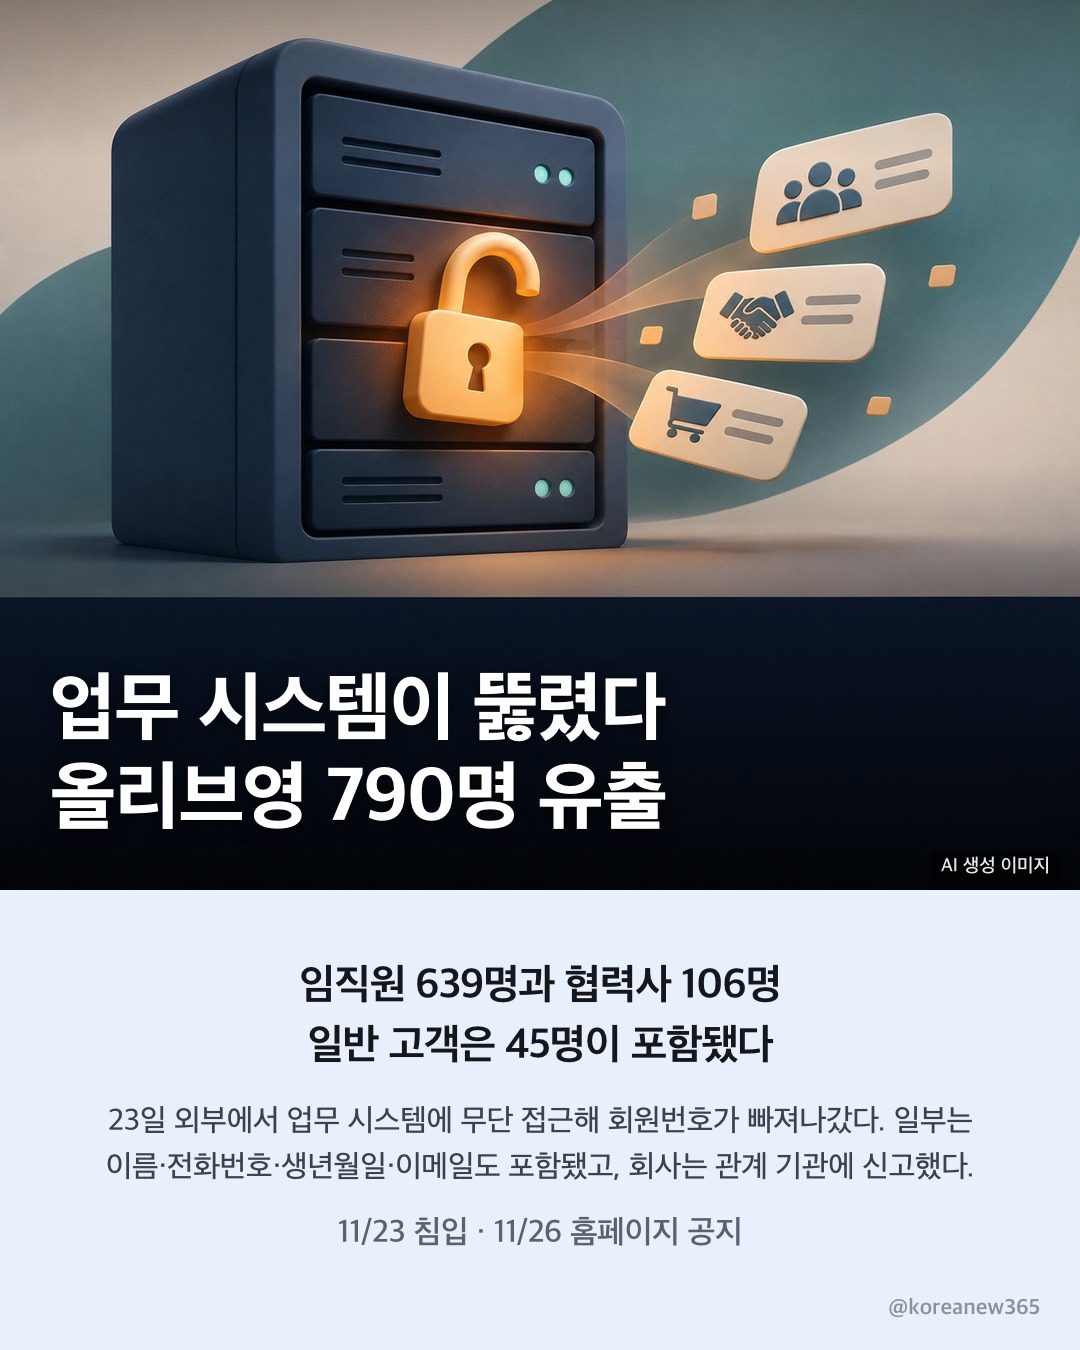 업무 시스템이 뚫렸다
올리브영 790명 유출
AI 생성 이미지
임직원 639명과 협력사 106명
일반 고객은 45명이 포함됐다
23일 외부에서 업무 시스템에 무단 접근해 회원번호가 빠져나갔다. 일부는
이름·전화번호·생년월일·이메일도 포함됐고, 회사는 관계 기관에 신고했다.
11/23 침입 · 11/26 홈페이지 공지
@koreanew365